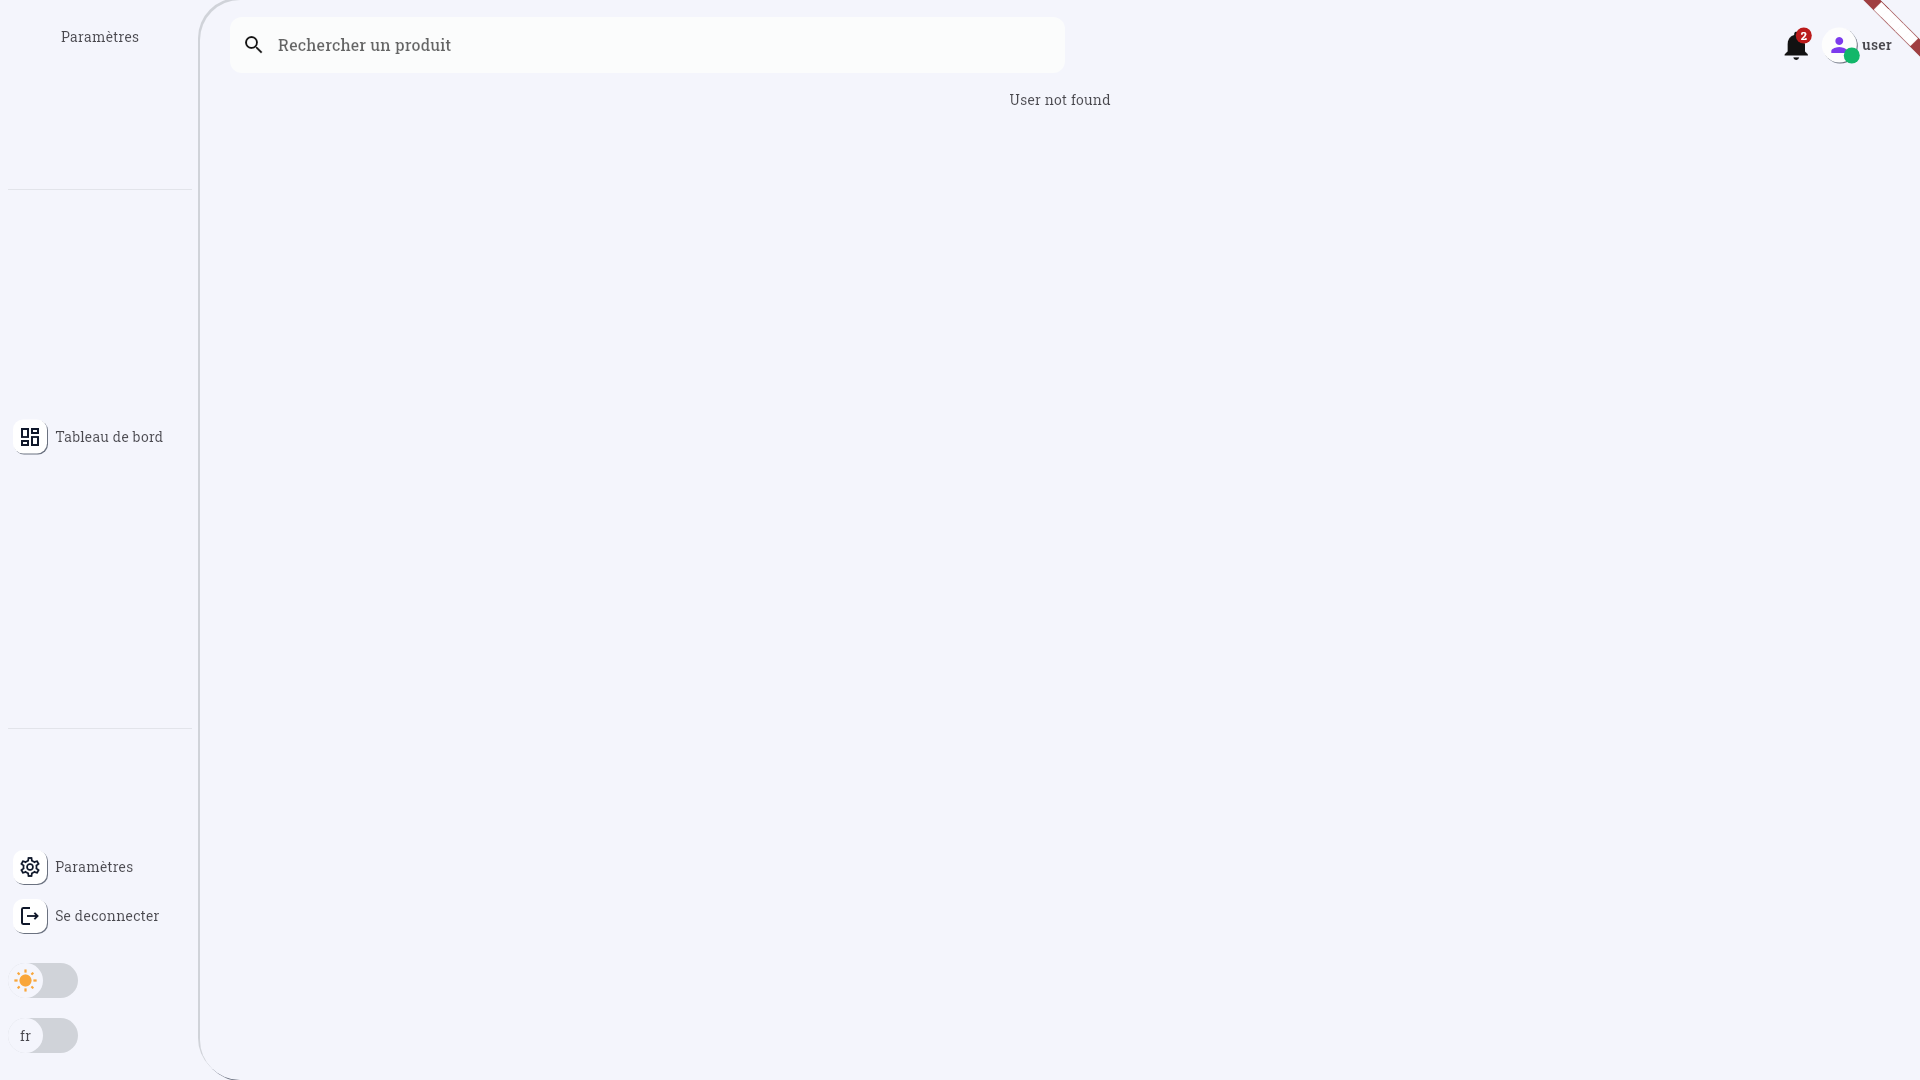 Paramètres
Rechercher un produit
2
user
User not found
Tableau de bord
Paramètres
Se deconnecter
fr